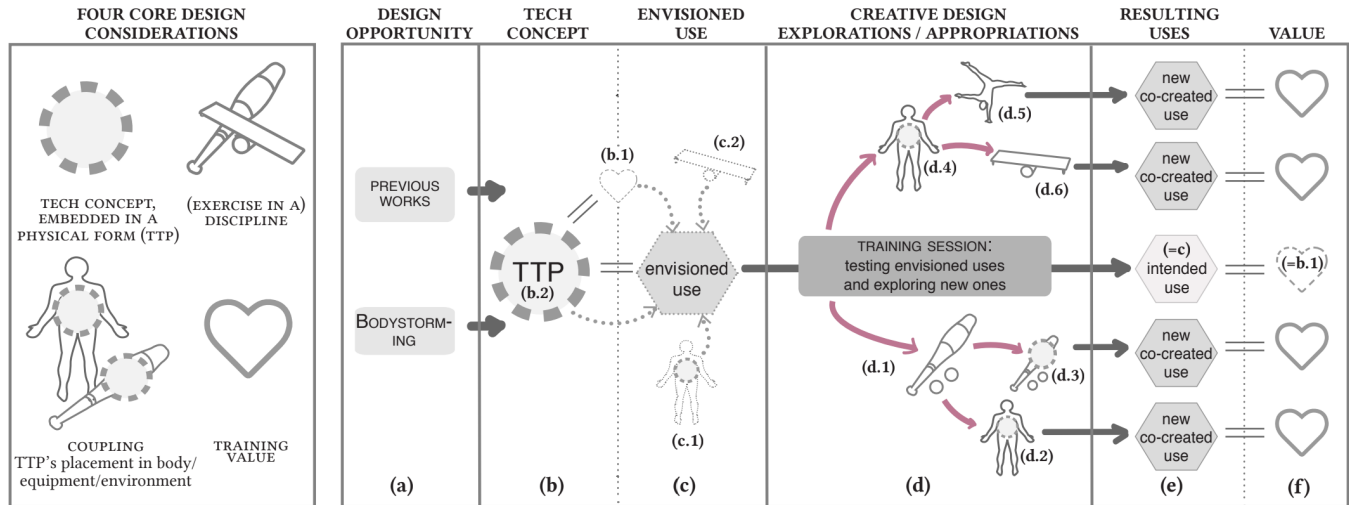 FOUR CORE DESIGN
CONSIDERATIONS
TECH CONCEPT,
EMBEDDED IN A
PHYSICAL FORM (TTP)
(EXERCISE IN A)
DISCIPLINE
COUPLING
TTP's placement in body/
equipment/environment
TRAINING
VALUE
DESIGN
OPPORTUNITY
PREVIOUS
WORKS
BODYSTORM-
ING
(a)
TECH
CONCEPT
TTP
(b.2)
(b)
ENVISIONED
USE
(b.1)
(c.2)
envisioned
use
(c.1)
(c)
CREATIVE DESIGN
EXPLORATIONS / APPROPRIATIONS
(d.5)
(d.4)
(d.6)
TRAINING SESSION:
testing envisioned uses
and exploring new ones
(d.1)
(d.3)
(d.2)
(d)
RESULTING
USES
new
co-created
use
new
co-created
use
(=c)
intended
use
new
co-created
use
new
co-created
use
(e)
VALUE
(=b.1)
(f)